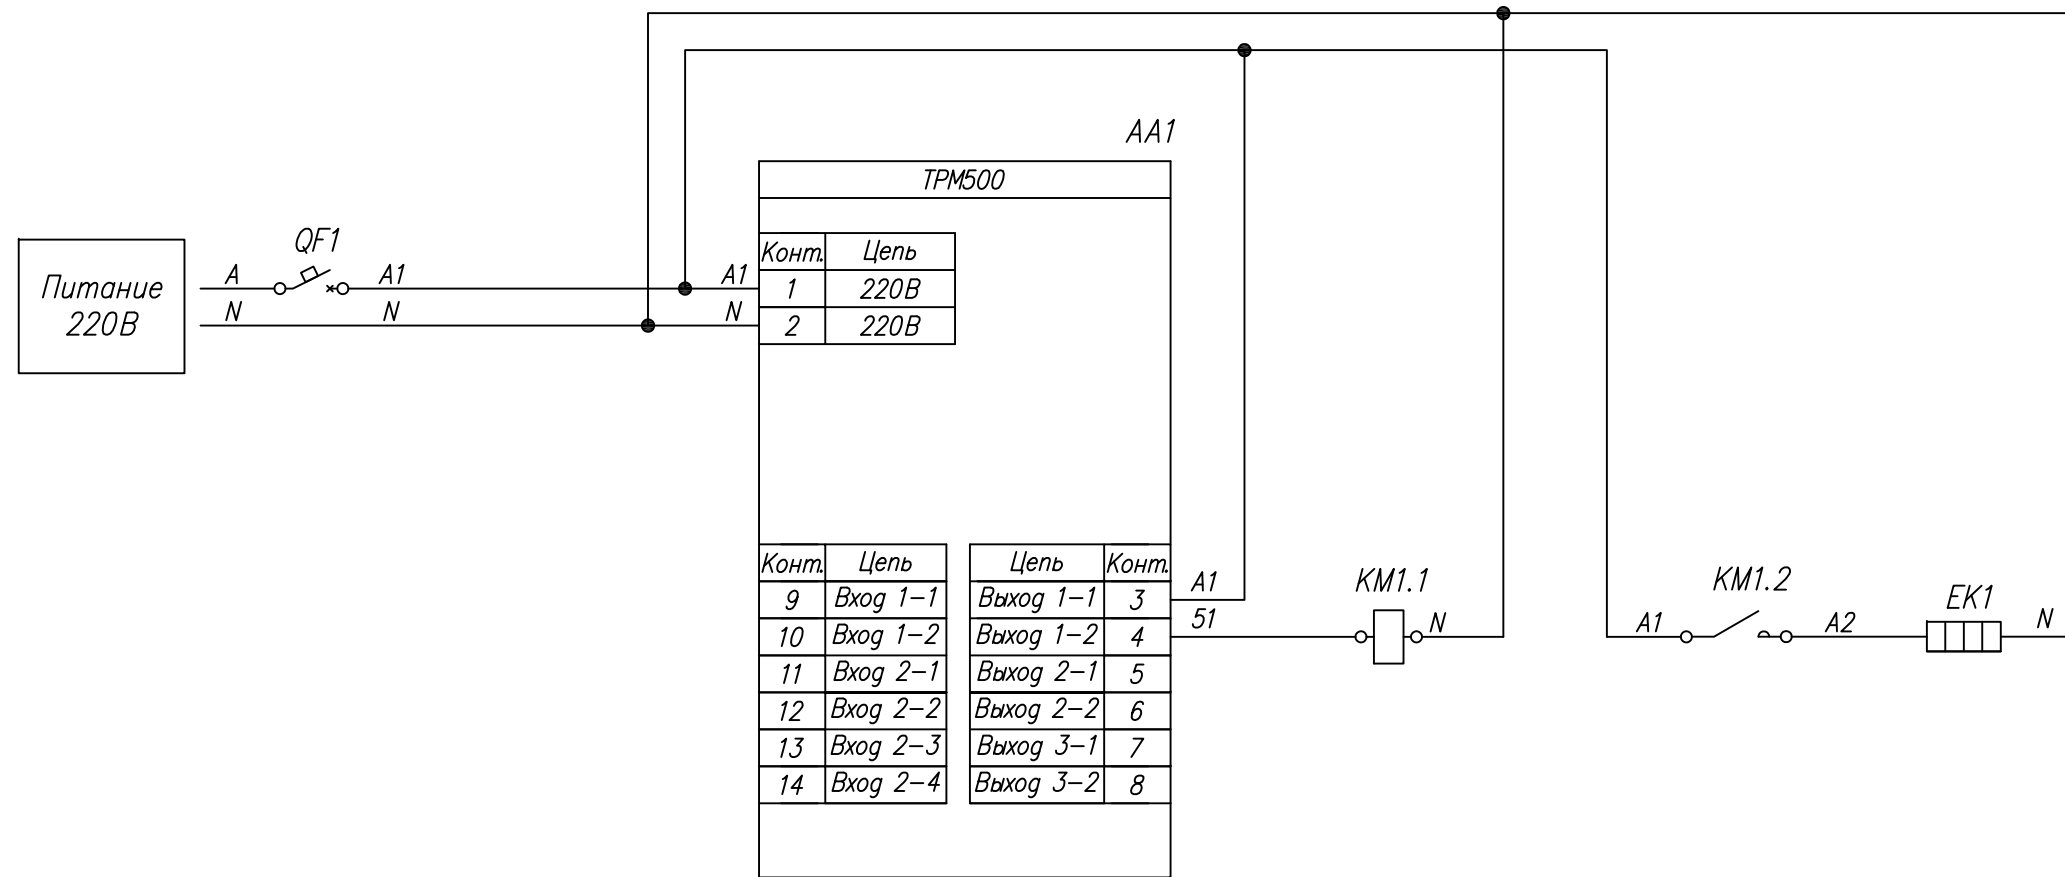 AA1
ТРМ500
QF1
Питание
220В
A
A1
A1
N
N
N
Конт. Цепь
1 220В
2 220В
Конт. Цепь Цепь Конт.
9 Вход 1-1 Выход 1-1 3
10 Вход 1-2 Выход 1-2 4
11 Вход 2-1 Выход 2-1 5
12 Вход 2-2 Выход 2-2 6
13 Вход 2-3 Выход 3-1 7
14 Вход 2-4 Выход 3-2 8
A1
51
KM1.1
N
KM1.2
A1
A2
EK1
N